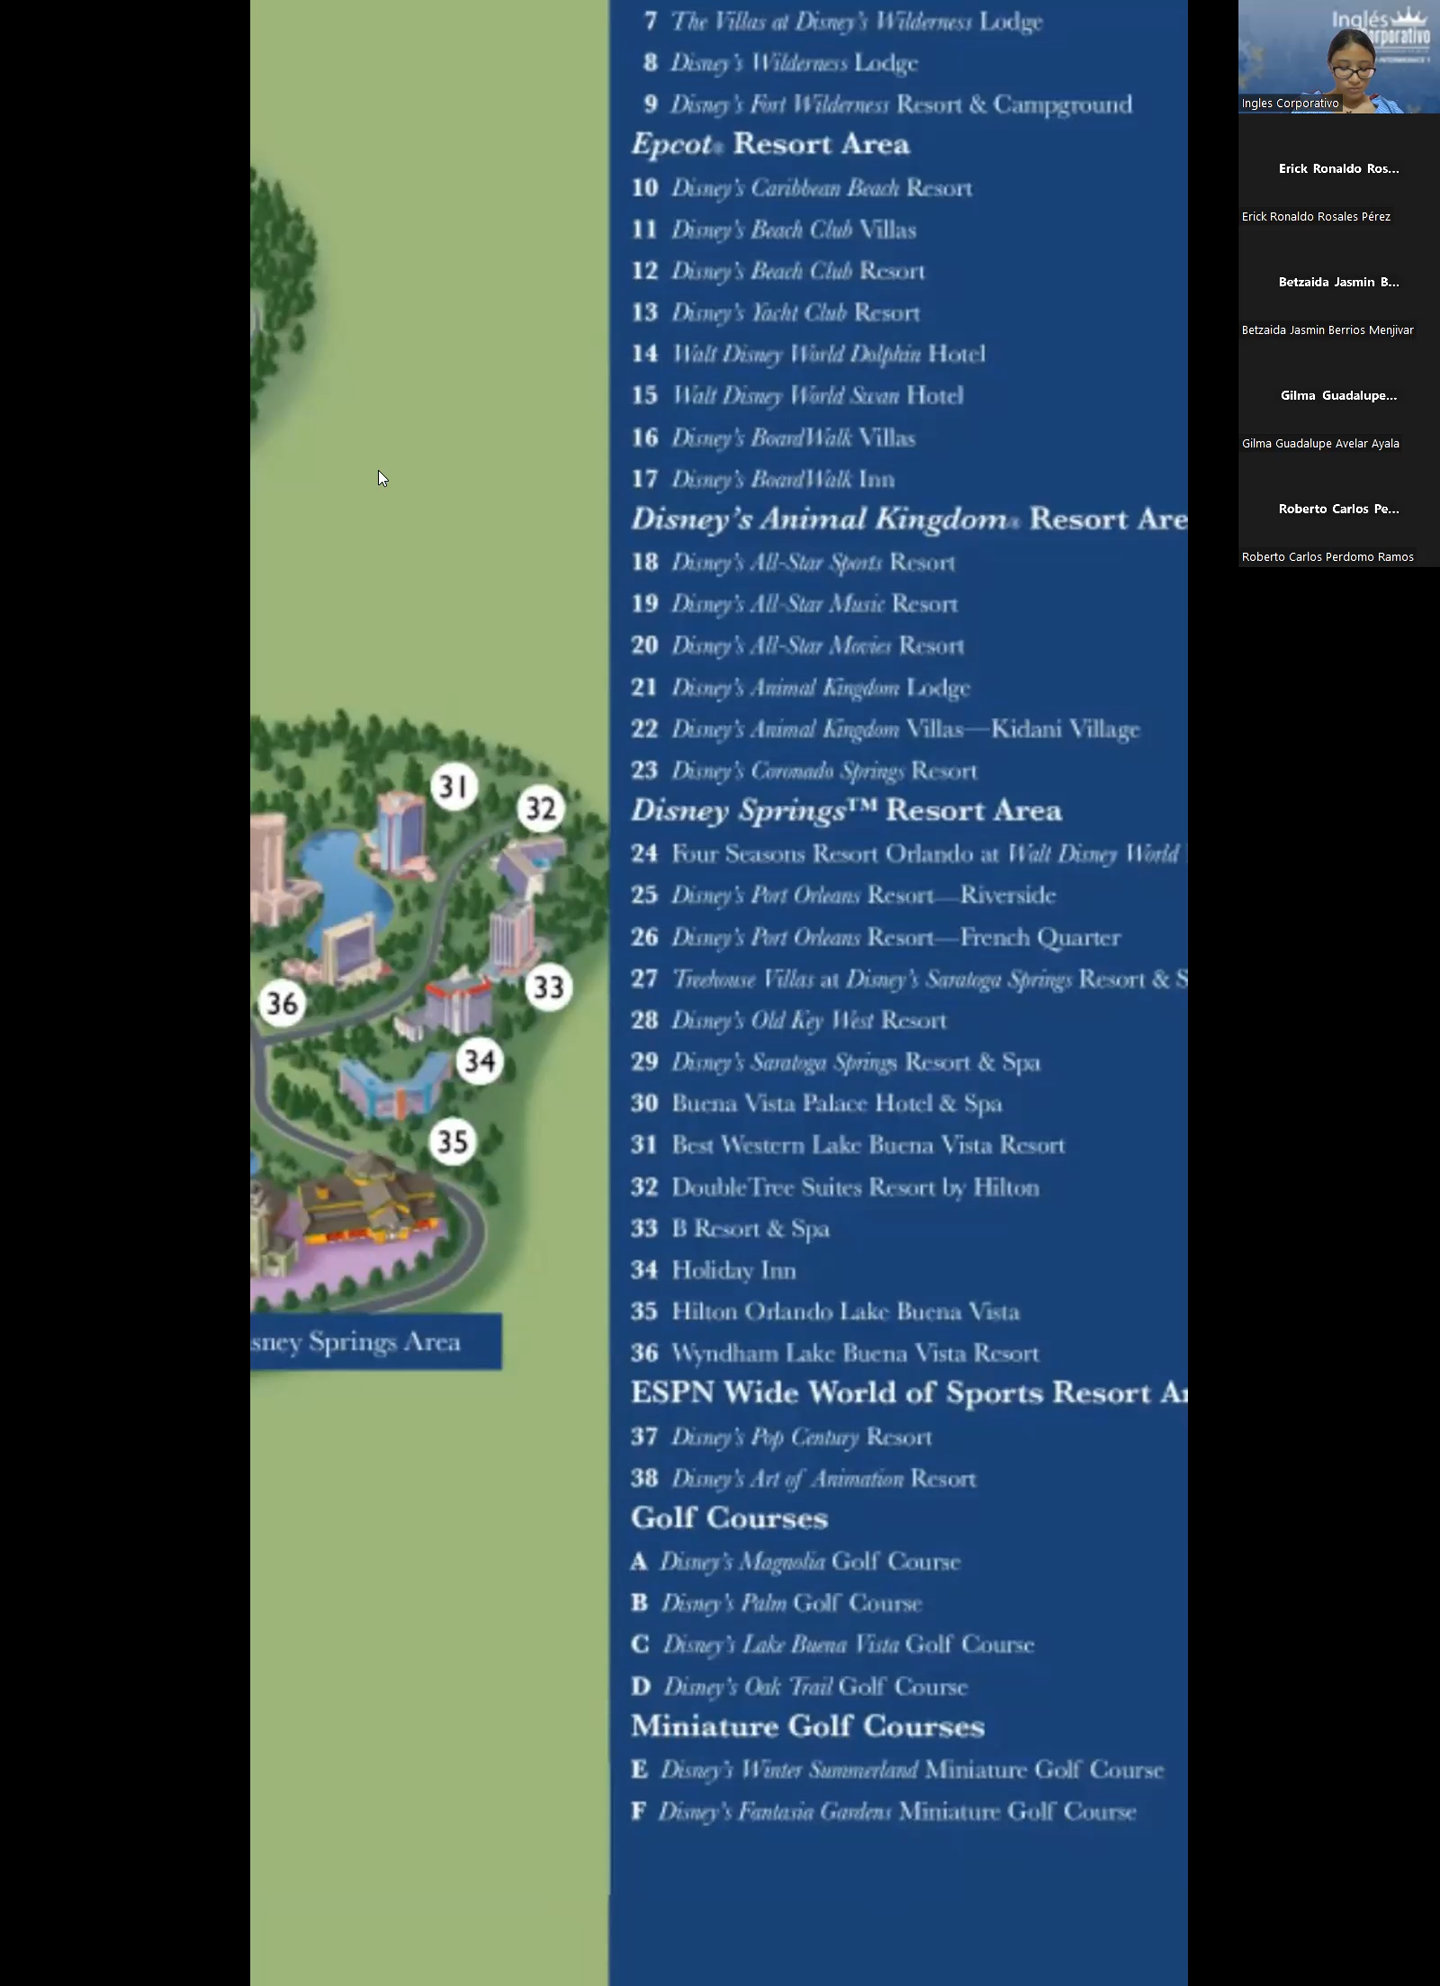 7 The Villas at Disney's Wilderness Lodge
8 Disney's Wilderness Lodge
9 Disney's Fort Wilderness Resort & Campground
Epcot® Resort Area
10 Disney's Caribbean Beach Resort
11 Disney's Beach Club Villas
12 Disney's Beach Club Resort
13 Disney's Yacht Club Resort
14 Walt Disney World Dolphin Hotel
15 Walt Disney World Swan Hotel
16 Disney's BoardWalk Villas
17 Disney's BoardWalk Inn
Disney's Animal Kingdom® Resort Are
18 Disney's All-Star Sports Resort
19 Disney's All-Star Music Resort
20 Disney's All-Star Movies Resort
21 Disney's Animal Kingdom Lodge
22 Disney's Animal Kingdom Villas—Kidani Village
23 Disney's Coronado Springs Resort
Disney Springs™ Resort Area
24 Four Seasons Resort Orlando at Walt Disney World
25 Disney's Port Orleans Resort—Riverside
26 Disney's Port Orleans Resort—French Quarter
27 Treehouse Villas at Disney's Saratoga Springs Resort & S
28 Disney's Old Key West Resort
29 Disney's Saratoga Springs Resort & Spa
30 Buena Vista Palace Hotel & Spa
31 Best Western Lake Buena Vista Resort
32 DoubleTree Suites Resort by Hilton
33 B Resort & Spa
34 Holiday Inn
35 Hilton Orlando Lake Buena Vista
36 Wyndham Lake Buena Vista Resort
ESPN Wide World of Sports Resort Ar
37 Disney's Pop Century Resort
38 Disney's Art of Animation Resort
Golf Courses
A Disney's Magnolia Golf Course
B Disney's Palm Golf Course
C Disney's Lake Buena Vista Golf Course
D Disney's Oak Trail Golf Course
Miniature Golf Courses
E Disney's Winter Summerland Miniature Golf Course
F Disney's Fantasia Gardens Miniature Golf Course
31
32
33
36
34
35
sney Springs Area
Inglés
rporativo
Ingles Corporativo
Erick Ronaldo Ros...
Erick Ronaldo Rosales Pérez
Betzaida Jasmin B...
Betzaida Jasmin Berrios Menjivar
Gilma Guadalupe...
Gilma Guadalupe Avelar Ayala
Roberto Carlos Pe...
Roberto Carlos Perdomo Ramos